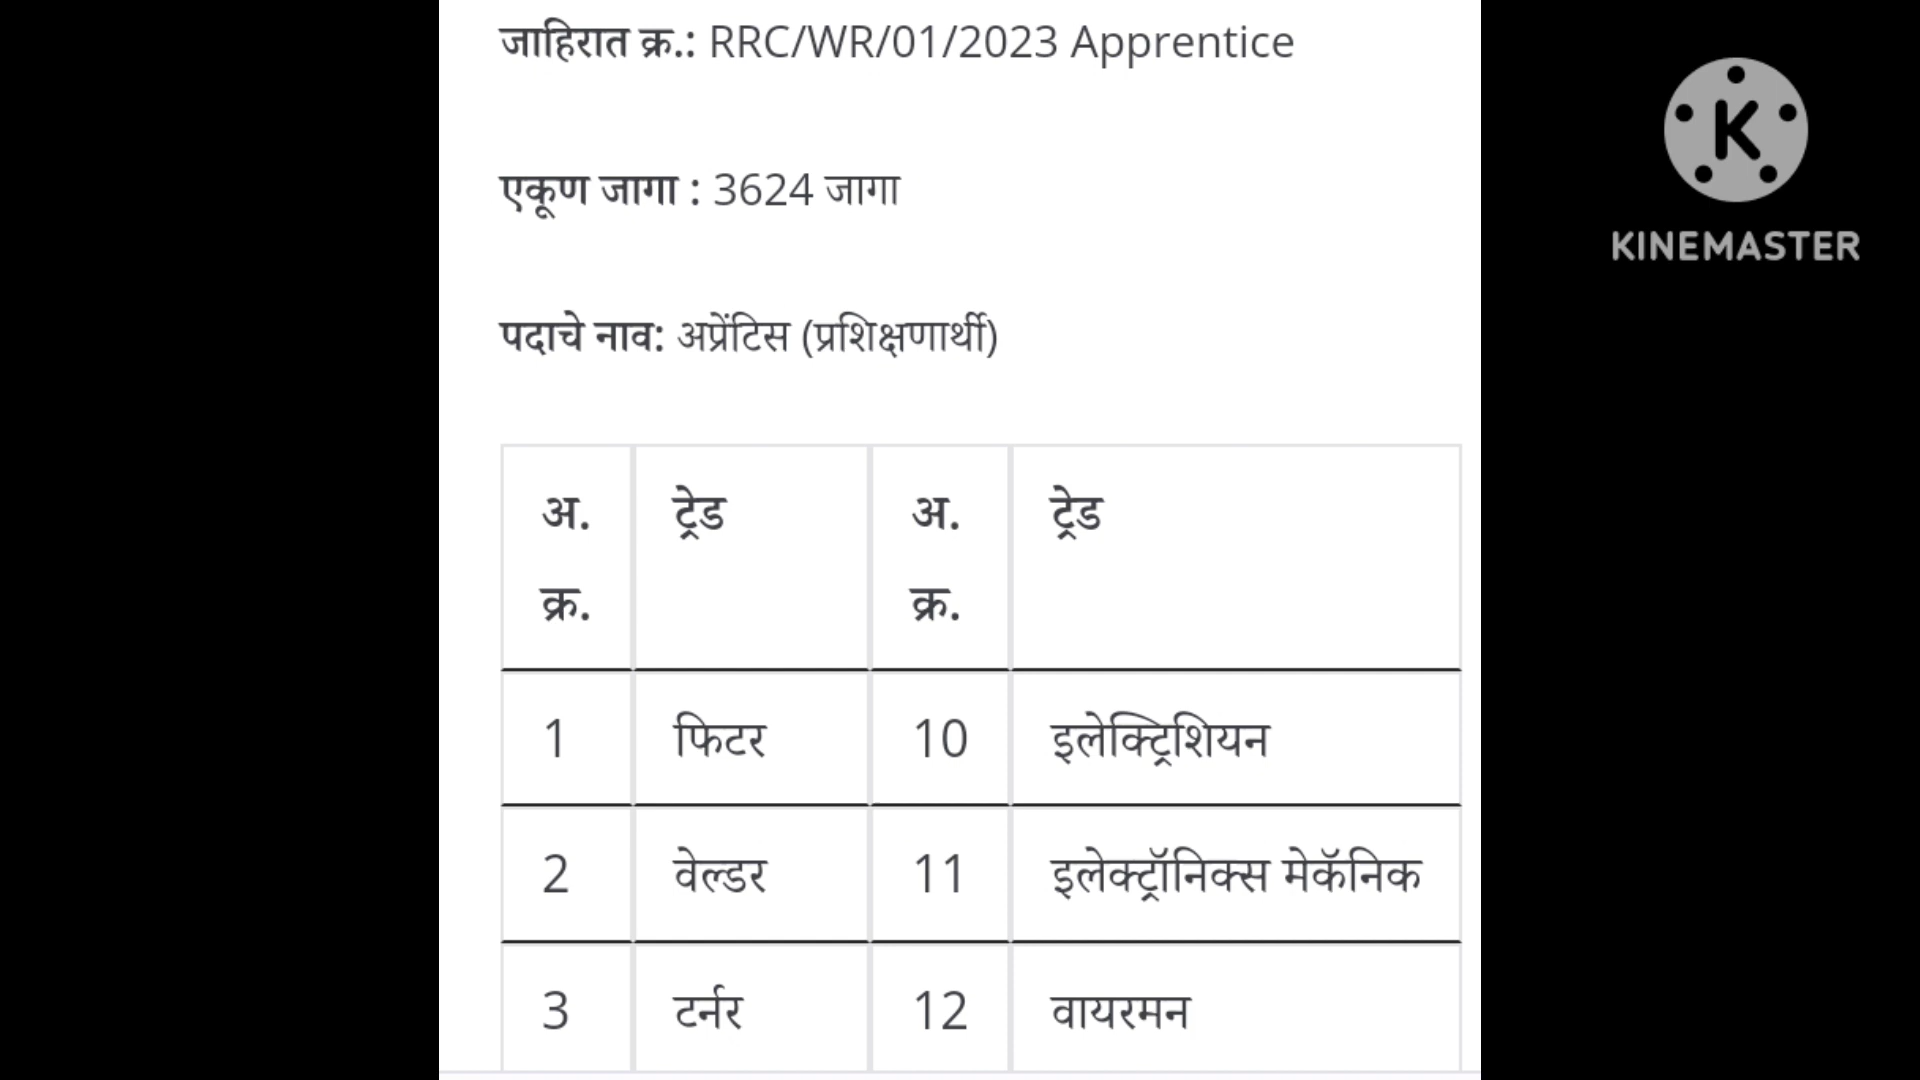 जाहिरात क्र.: RRC/WR/01/2023 Apprentice
एकूण जागा : 3624 जागा
पदाचे नाव: अप्रेंटिस (प्रशिक्षणार्थी)
अ. क्र. ट्रेड अ. क्र. ट्रेड
1 फिटर 10 इलेक्ट्रिशियन
2 वेल्डर 11 इलेक्ट्रॉनिक्स मेकॅनिक
3 टर्नर 12 वायरमन
KINEMASTER